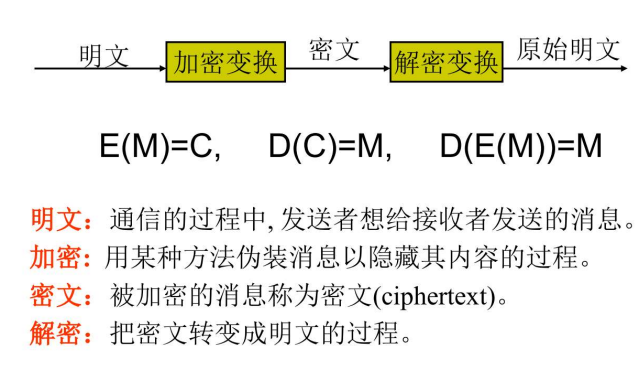 明文 加密变换 密文 解密变换 原始明文
E(M)=C, D(C)=M, D(E(M))=M
明文：通信的过程中, 发送者想给接收者发送的消息。
加密: 用某种方法伪装消息以隐藏其内容的过程。
密文：被加密的消息称为密文(ciphertext)。
解密：把密文转变成明文的过程。